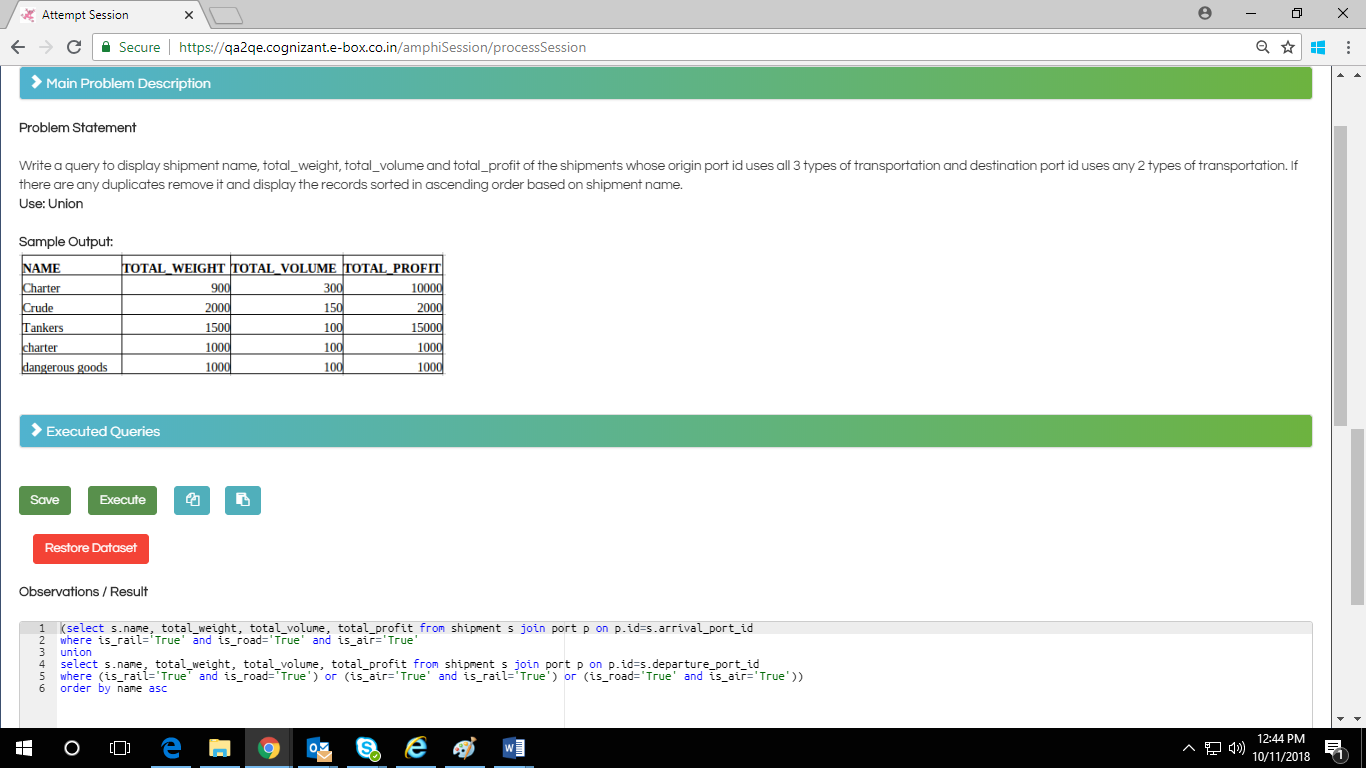 Attempt Session
Secure https://qa2qe.cognizant.e-box.co.in/amphiSession/processSession
Main Problem Description
Problem Statement
Write a query to display shipment name, total_weight, total_volume and total_profit of the shipments whose origin port id uses all 3 types of transportation and destination port id uses any 2 types of transportation. If
there are any duplicates remove it and display the records sorted in ascending order based on shipment name.
Use: Union
Sample Output:
NAME TOTAL_WEIGHT TOTAL_VOLUME TOTAL_PROFIT
Charter 900 300 10000
Crude 2000 150 2000
Tankers 1500 100 15000
charter 1000 100 1000
dangerous goods 1000 100 1000
Executed Queries
Save Execute
Restore Dataset
Observations / Result
1 (select s.name, total_weight, total_volume, total_profit from shipment s join port p on p.id=s.arrival_port_id
2 where is_rail='True' and is_road='True' and is_air='True'
3 union
4 select s.name, total_weight, total_volume, total_profit from shipment s join port p on p.id=s.departure_port_id
5 where (is_rail='True' and is_road='True') or (is_air='True' and is_rail='True') or (is_road='True' and is_air='True'))
6 order by name asc
12:44 PM
10/11/2018
1